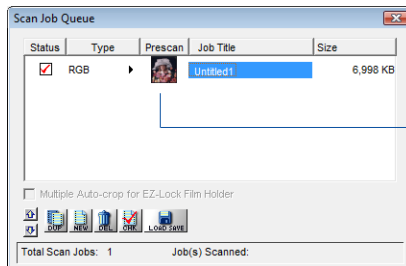 Scan Job Queue
Status Type Prescan Job Title Size
RGB Untitled1 6,998 KB
Multiple Auto-crop for EZ-Lock Film Holder
DUP NEW DEL CHK LOAD SAVE
Total Scan Jobs: 1 Job(s) Scanned: